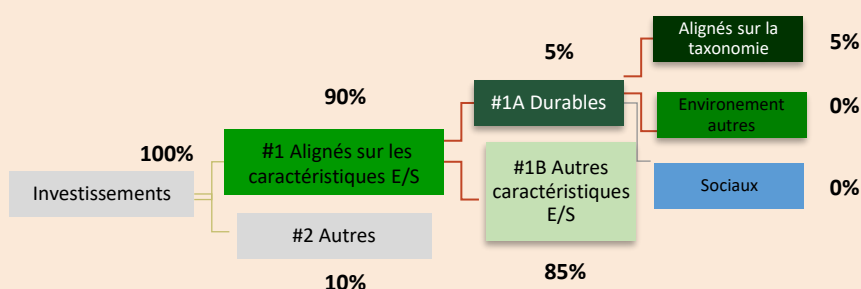 Alignés sur la
taxonomie
5%
5%
#1A Durables
90%
Environement
autres
0%
100%
#1 Alignés sur les
caractéristiques E/S
#1B Autres
caractéristiques
E/S
Investissements
Sociaux
0%
#2 Autres
10%
85%